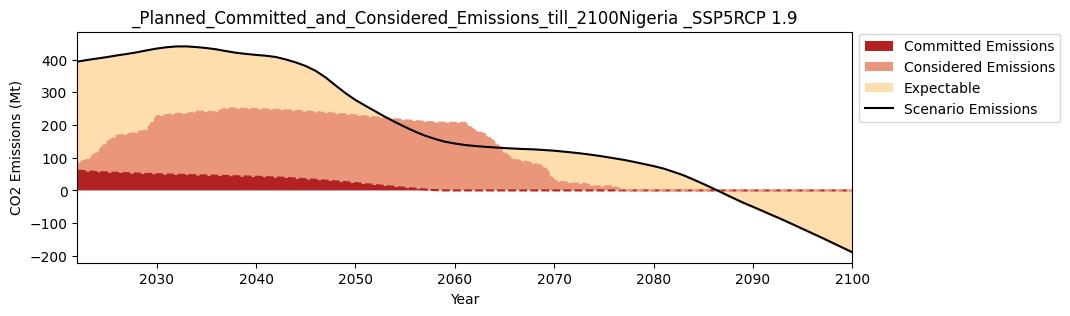 _Planned_Committed_and_Considered_Emissions_till_2100Nigeria _SSP5RCP 1.9
Committed Emissions
Considered Emissions
Expectable
Scenario Emissions
CO2 Emissions (Mt)
400
300
200
100
0
−100
−200
2030 2040 2050 2060 2070 2080 2090 2100
Year